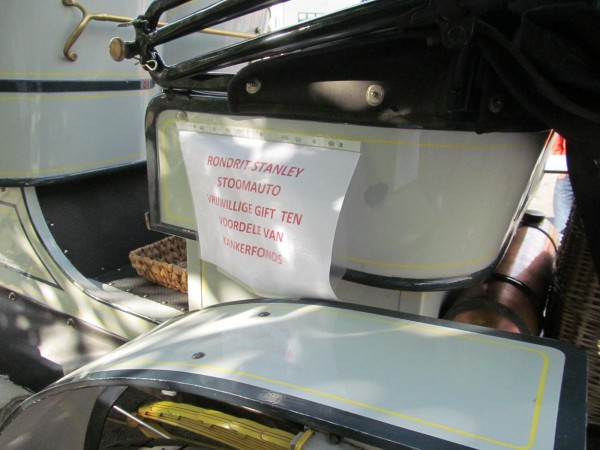 RONDRIT STANLEY
STOOMAUTO
VRIJWILLIGE GIFT TEN
VOORDELE VAN
KANKERFONDS